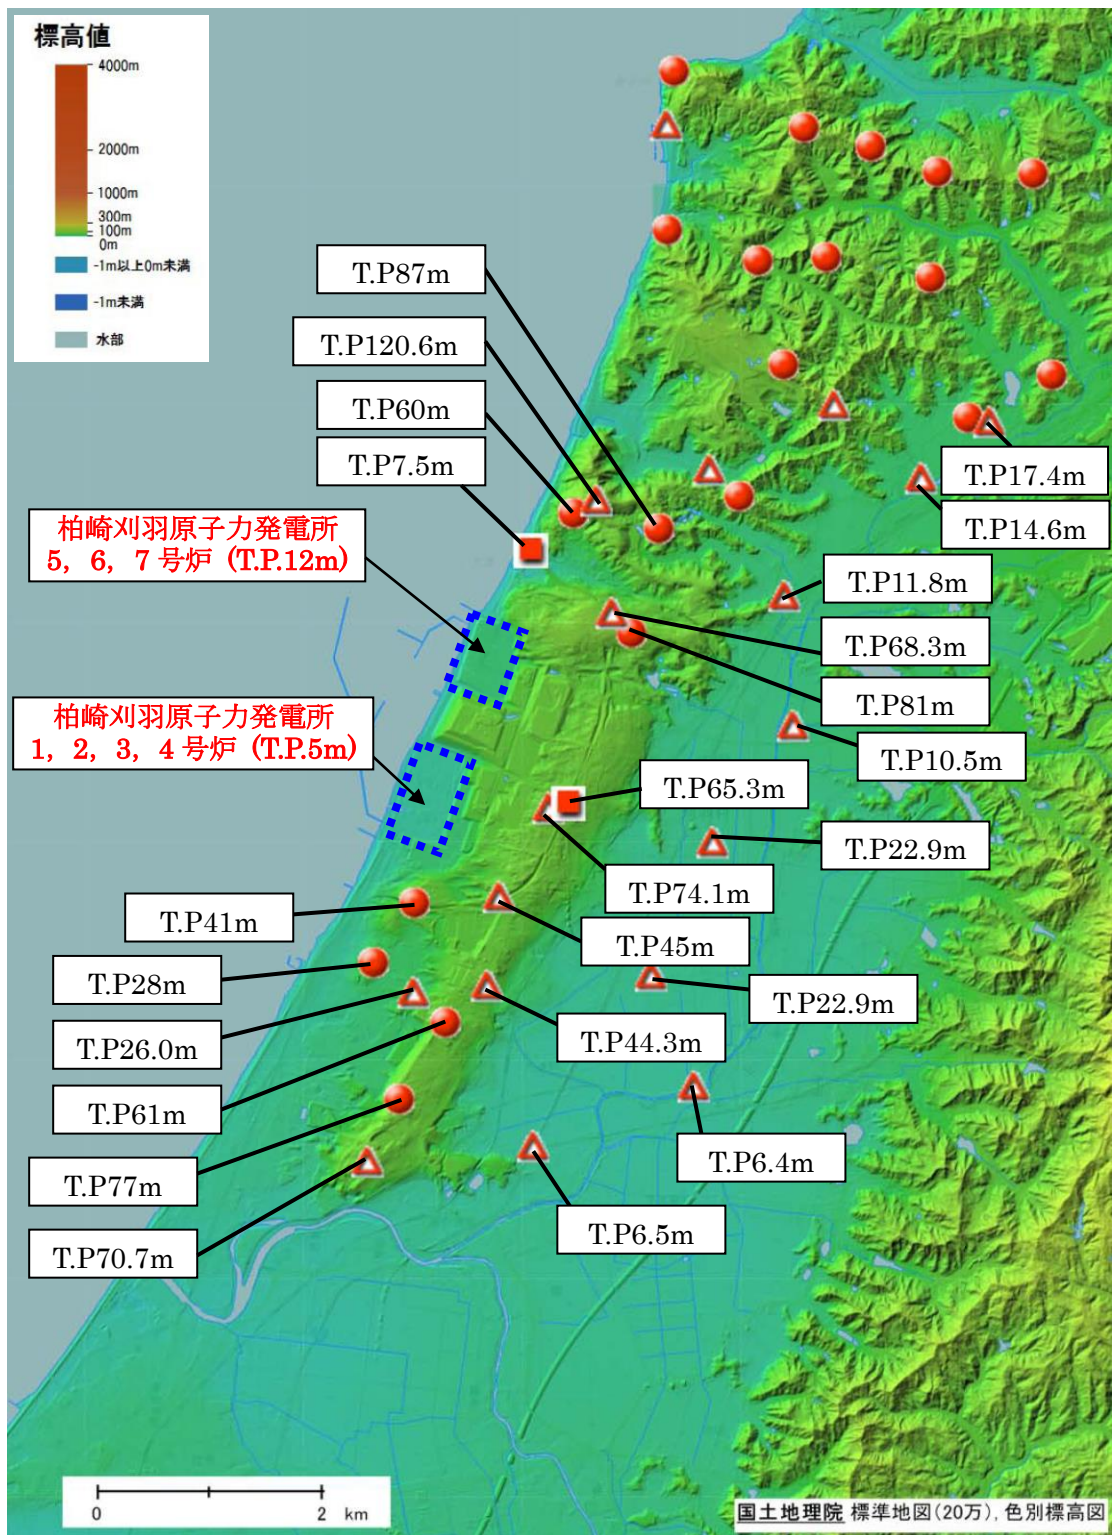 標高値
4000m
2000m
1000m
300m
100m
0m
-1m以上0m未満
-1m未満
水部
T.P87m
T.P120.6m
T.P60m
T.P7.5m
柏崎刈羽原子力発電所
5, 6, 7 号炉 (T.P.12m)
柏崎刈羽原子力発電所
1, 2, 3, 4 号炉 (T.P.5m)
T.P17.4m
T.P14.6m
T.P11.8m
T.P68.3m
T.P81m
T.P10.5m
T.P65.3m
T.P22.9m
T.P74.1m
T.P41m
T.P45m
T.P28m
T.P22.9m
T.P26.0m
T.P44.3m
T.P61m
T.P6.4m
T.P77m
T.P6.5m
T.P70.7m
0 2 km
国土地理院 標準地図(20万), 色別標高図